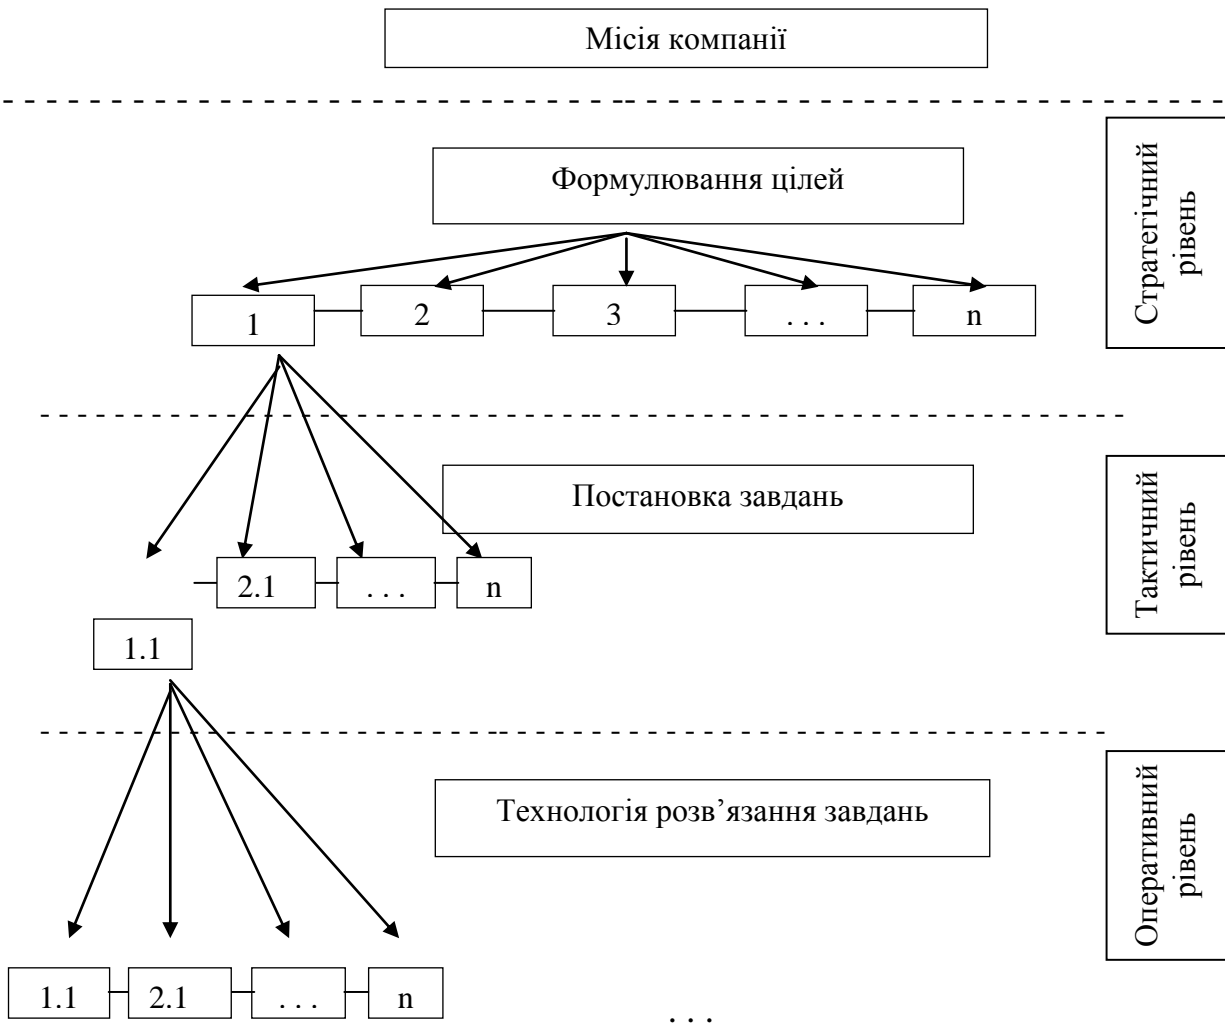 Місія компанії
Формулювання цілей
Стратегічний
рівень
1
2
3
. . .
n
Постановка завдань
Тактичний
рівень
2.1
. . .
n
1.1
Технологія розв’язання завдань
Оперативний
рівень
1.1
2.1
. . .
n
. . .